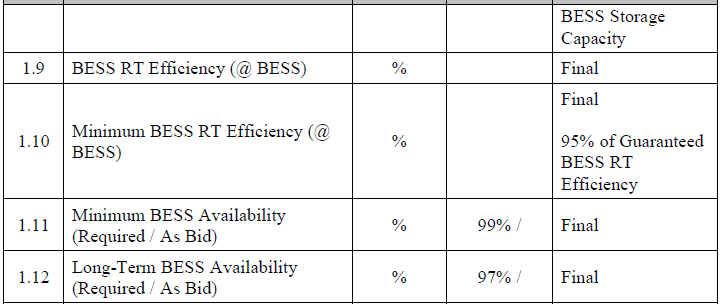 BESS Storage
Capacity
1.9 BESS RT Efficiency (@ BESS) % Final
1.10 Minimum BESS RT Efficiency (@
BESS) % Final
95% of Guaranteed
BESS RT
Efficiency
1.11 Minimum BESS Availability
(Required / As Bid) % 99% / Final
1.12 Long-Term BESS Availability
(Required / As Bid) % 97% / Final